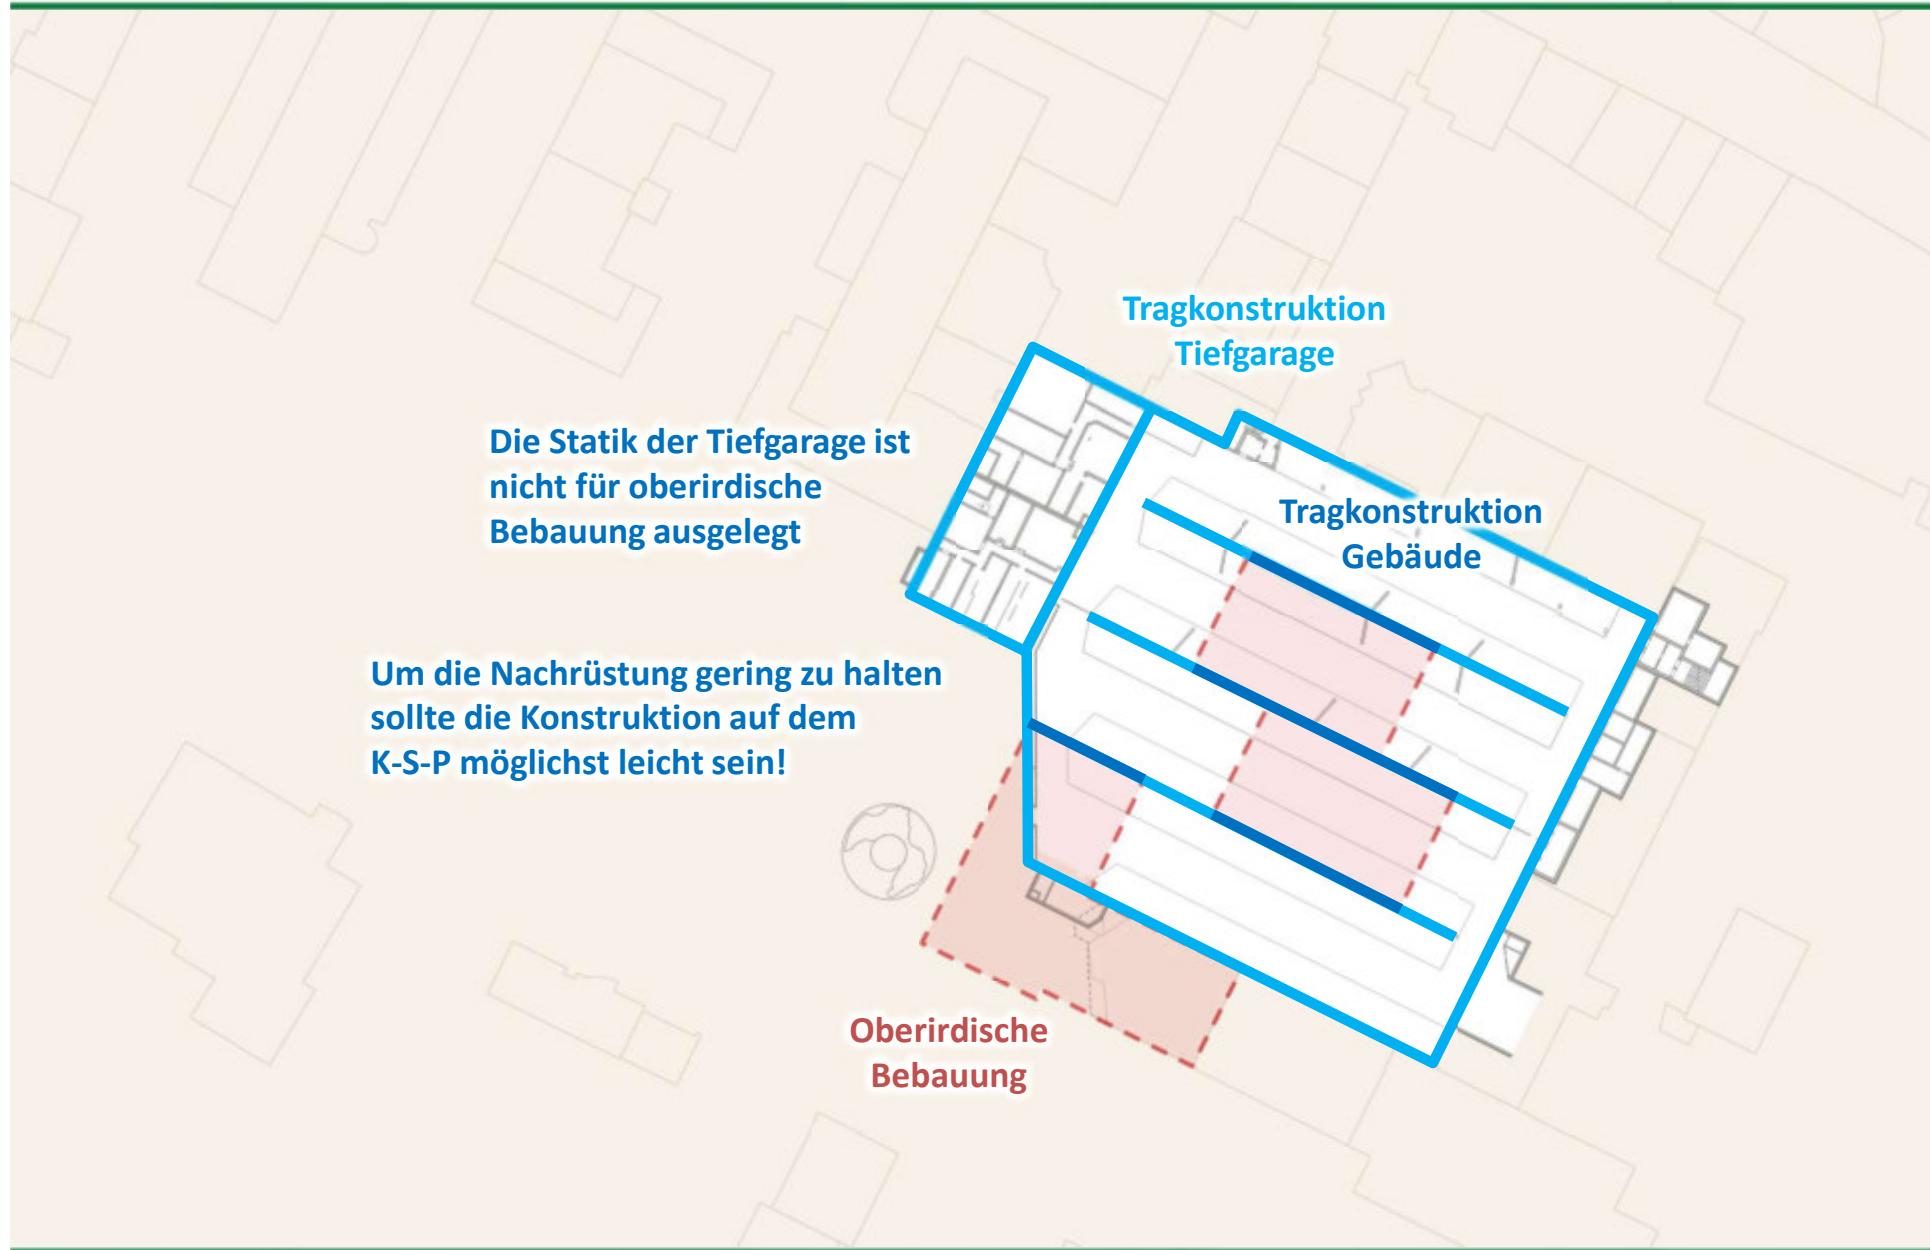 Tragkonstruktion
Tiefgarage
Die Statik der Tiefgarage ist
nicht für oberirdische
Bebauung ausgelegt
Tragkonstruktion
Gebäude
Um die Nachrüstung gering zu halten
sollte die Konstruktion auf dem
K-S-P möglichst leicht sein!
Oberirdische
Bebauung